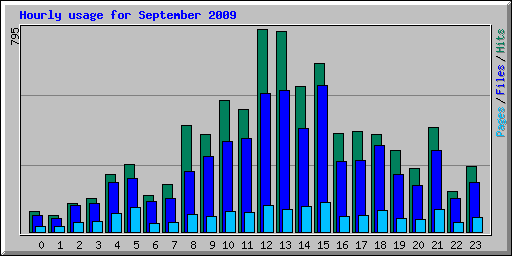 Hourly usage for September 2009
795
Pages / Files / Hits
0 1 2 3 4 5 6 7 8 9 10 11 12 13 14 15 16 17 18 19 20 21 22 23